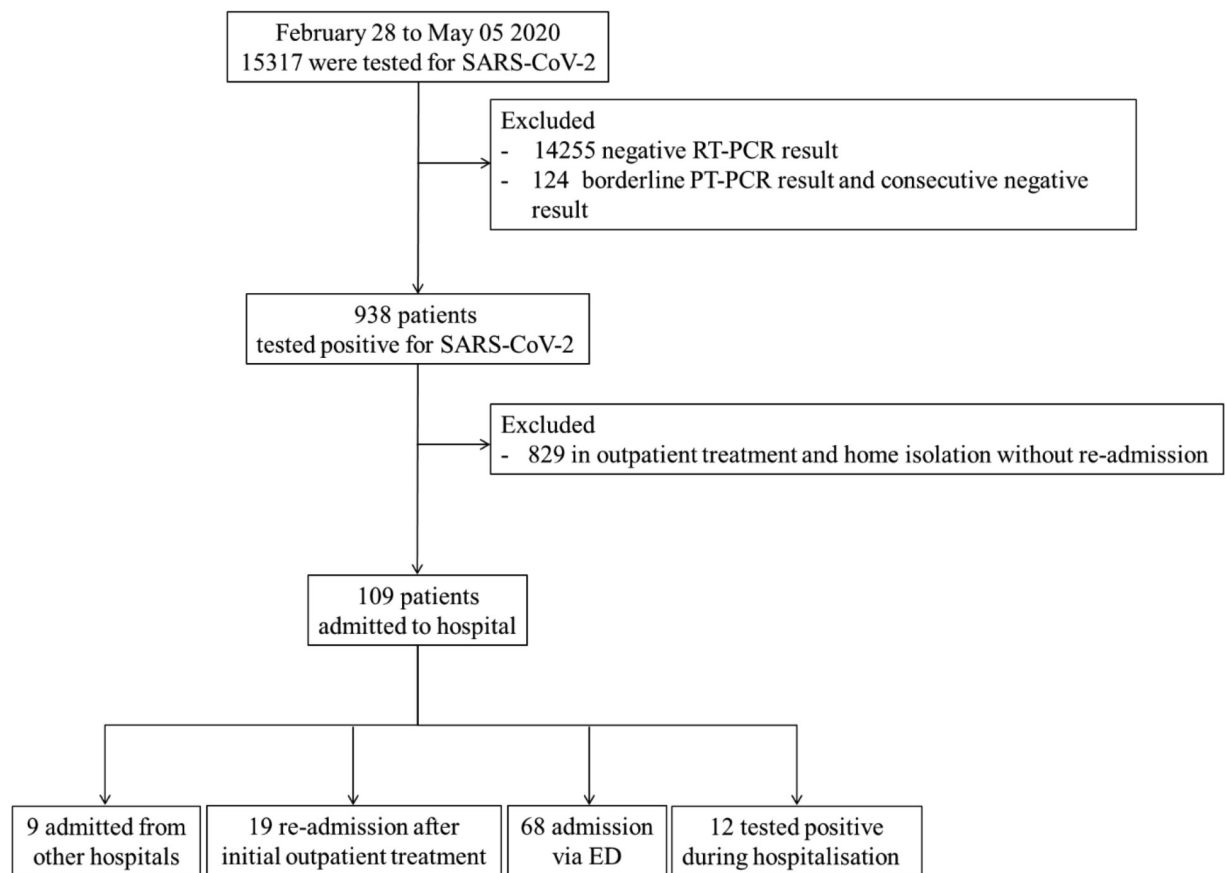 February 28 to May 05 2020
15317 were tested for SARS-CoV-2
Excluded
- 14255 negative RT-PCR result
- 124 borderline PT-PCR result and consecutive negative
result
938 patients
tested positive for SARS-CoV-2
Excluded
- 829 in outpatient treatment and home isolation without re-admission
109 patients
admitted to hospital
9 admitted from
other hospitals
19 re-admission after
initial outpatient treatment
68 admission
via ED
12 tested positive
during hospitalisation